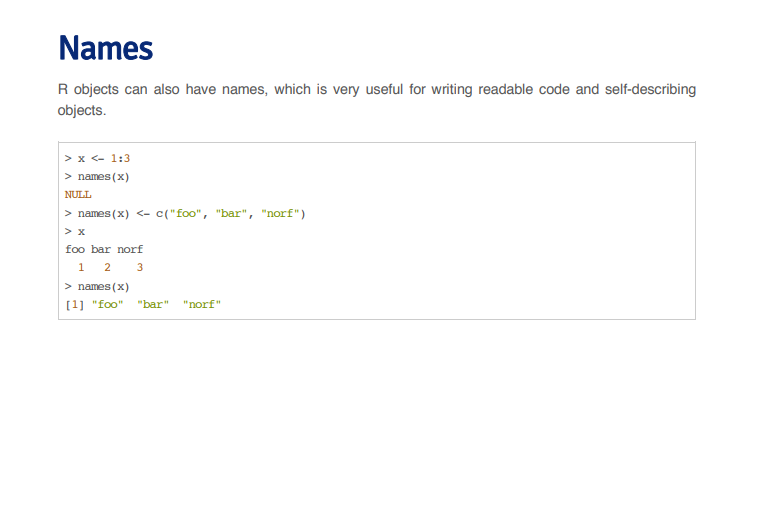 Names
R objects can also have names, which is very useful for writing readable code and self-describing
objects.
> x <- 1:3
> names(x)
NULL
> names(x) <- c("foo", "bar", "norf")
> x
foo bar norf
  1   2    3
> names(x)
[1] "foo"  "bar"  "norf"